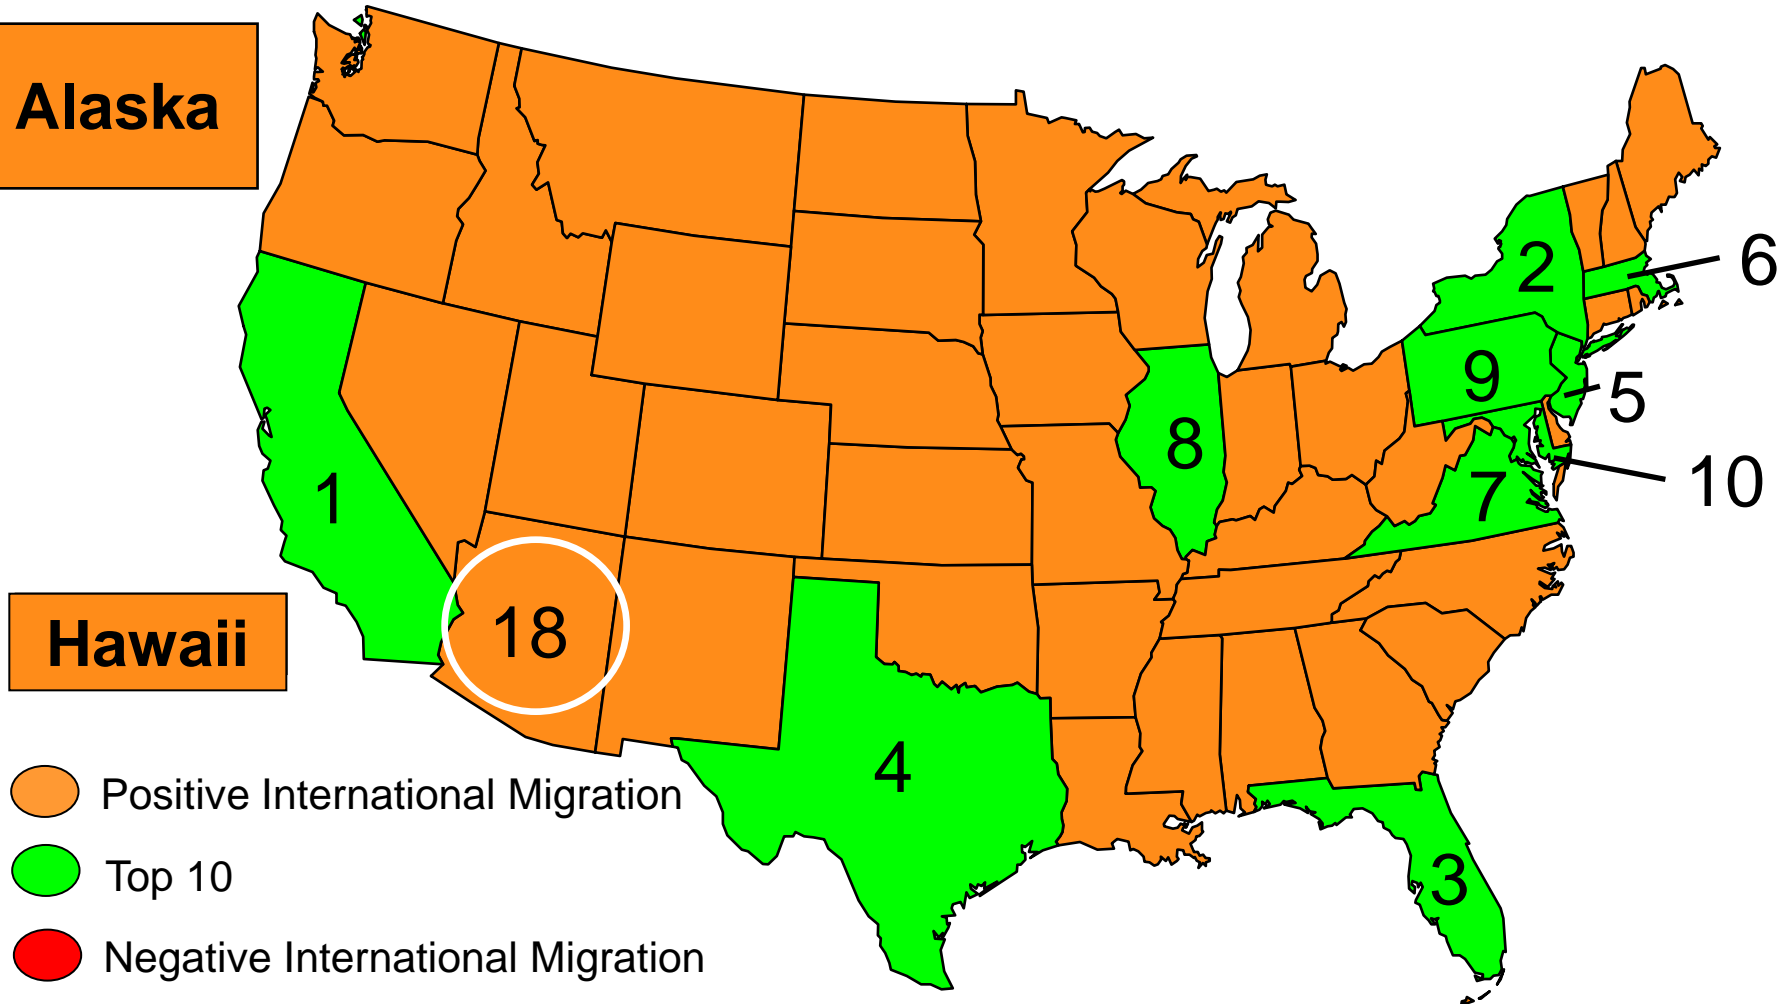 Alaska
2
6
9
5
8
1
7
10
18
Hawaii
4
Positive International Migration
Top 10
3
Negative International Migration